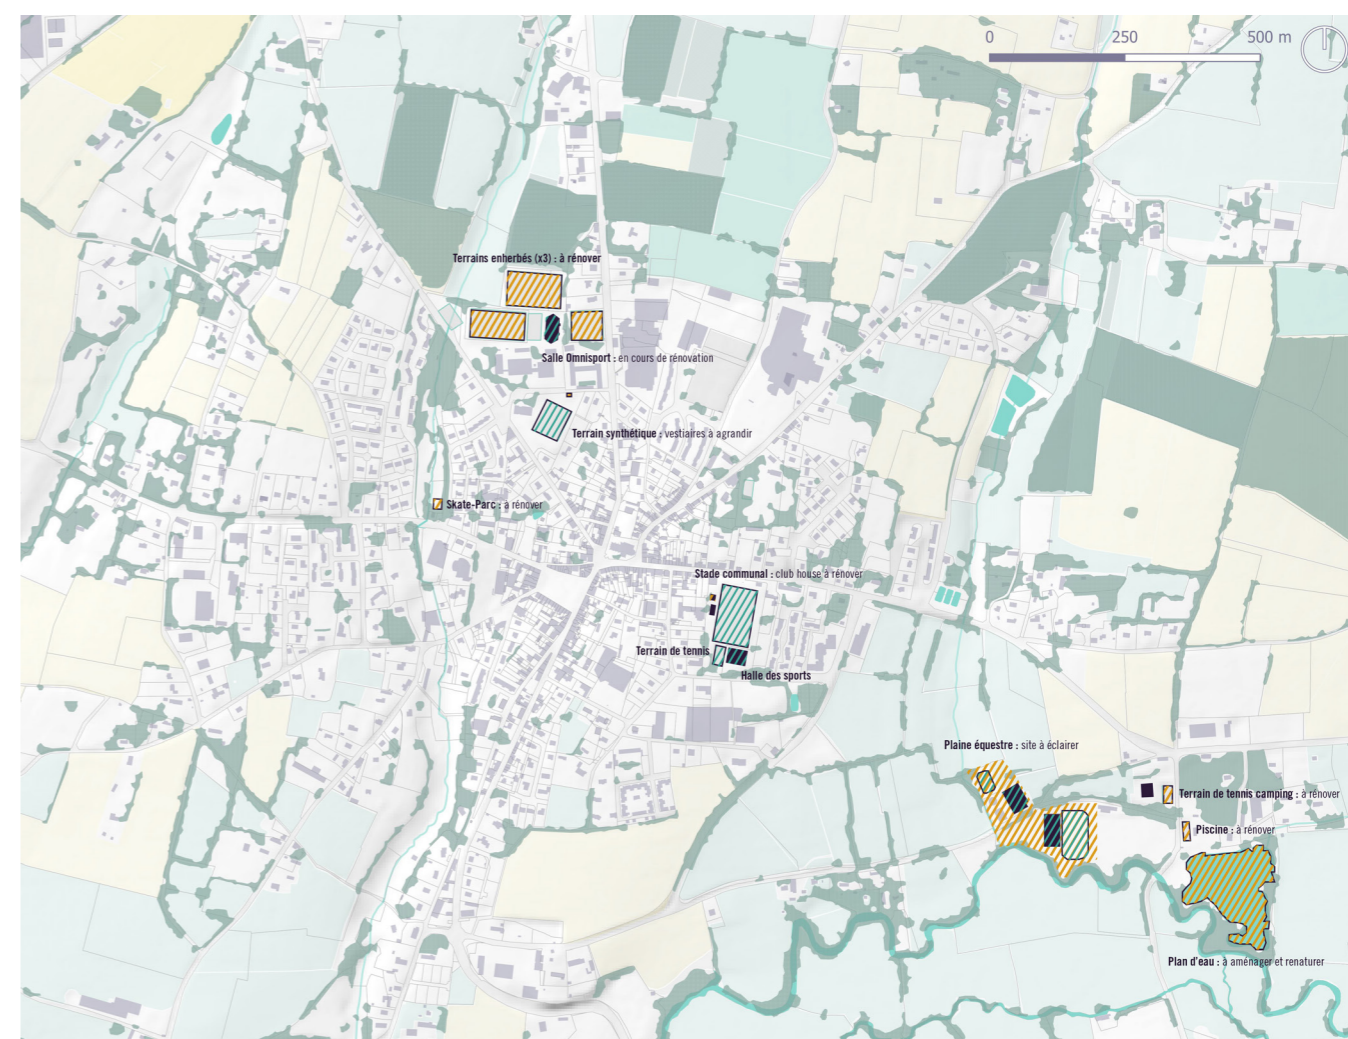 0 250 500 m
Terrains enherbés (x3) : à rénover
Salle Omnisport : en cours de rénovation
Terrain synthétique : vestiaires à agrandir
Skate-Parc : à rénover
Stade communal : club house à rénover
Terrain de tennis
Halle des sports
Plaine équestre : site à éclairer
Terrain de tennis camping : à rénover
Piscine : à rénover
Plan d'eau : à aménager et renaturer